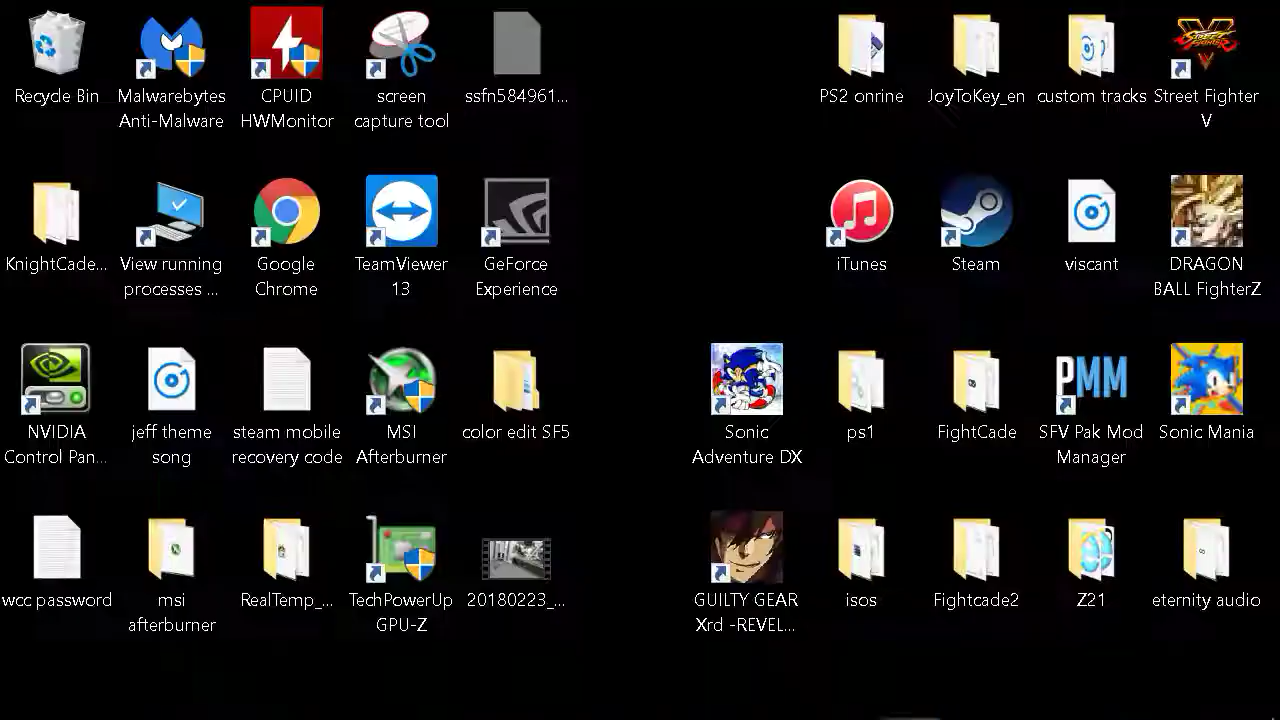 Recycle Bin
Malwarebytes
Anti-Malware
CPUID
HWMonitor
screen
capture tool
ssfn584961...
PS2 onrine
JoyToKey_en
custom tracks
STREET
FIGHTER
V
Street Fighter
V
KnightCade...
View running
processes ...
Google
Chrome
TeamViewer
13
GeForce
Experience
iTunes
Steam
viscant
DRAGON
BALL FighterZ
NVIDIA
Control Pan...
jeff theme
song
steam mobile
recovery code
MSI
Afterburner
color edit SF5
Sonic
Adventure DX
ps1
FightCade
PMM
SFV Pak Mod
Manager
Sonic Mania
wcc password
msi
afterburner
RealTemp_...
TechPowerUp
GPU-Z
20180223_...
GUILTY GEAR
Xrd -REVEL...
isos
Fightcade2
Z21
eternity audio